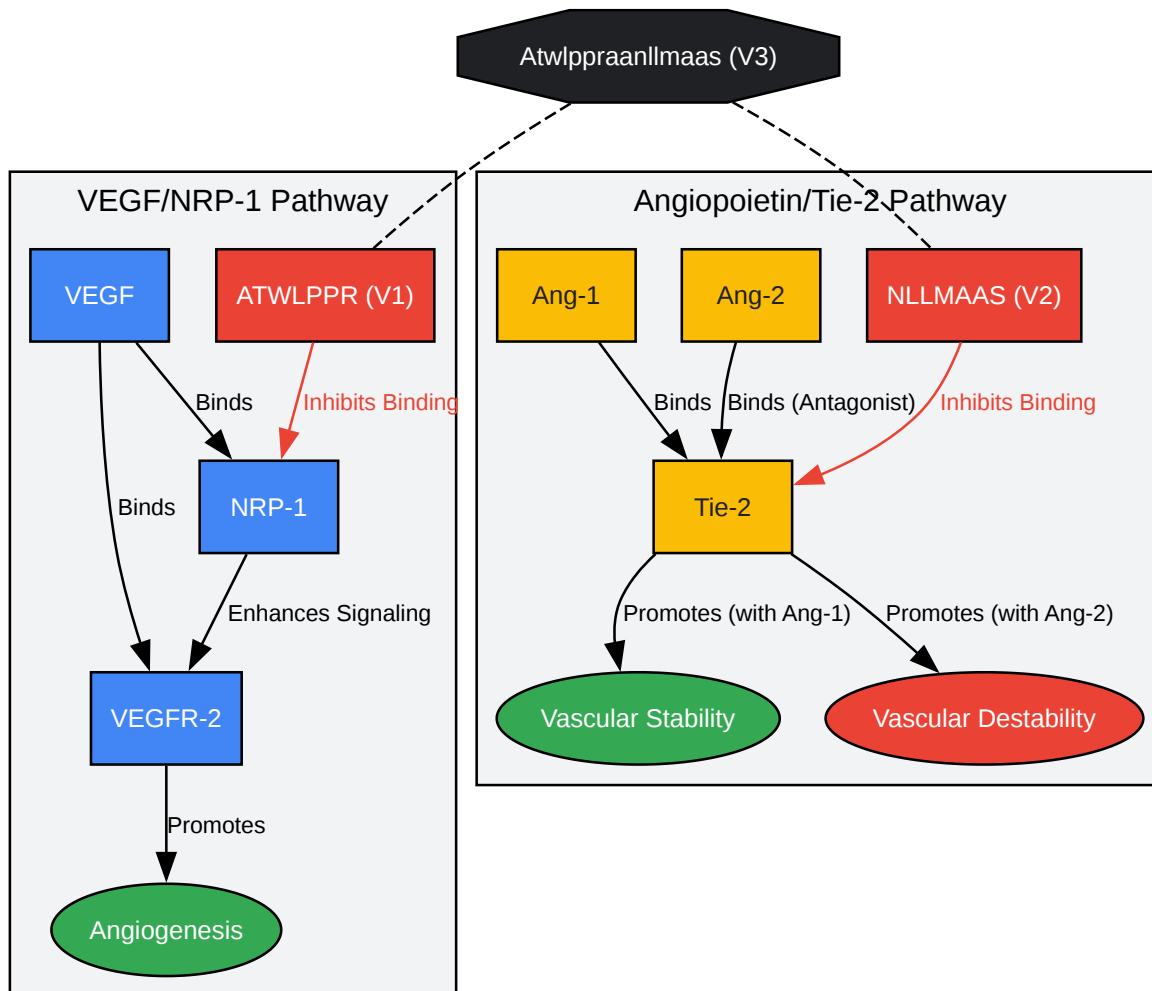 Atwlppraanllmaas (V3)
VEGF/NRP-1 Pathway
Angiopoietin/Tie-2 Pathway
VEGF
ATWLPPR (V1)
Ang-1
Ang-2
NLLMAAS (V2)
Binds
Inhibits Binding
Binds
Binds (Antagonist)
Inhibits Binding
Binds
NRP-1
Tie-2
Enhances Signaling
Promotes (with Ang-1)
Promotes (with Ang-2)
VEGFR-2
Vascular Stability
Vascular Destability
Promotes
Angiogenesis